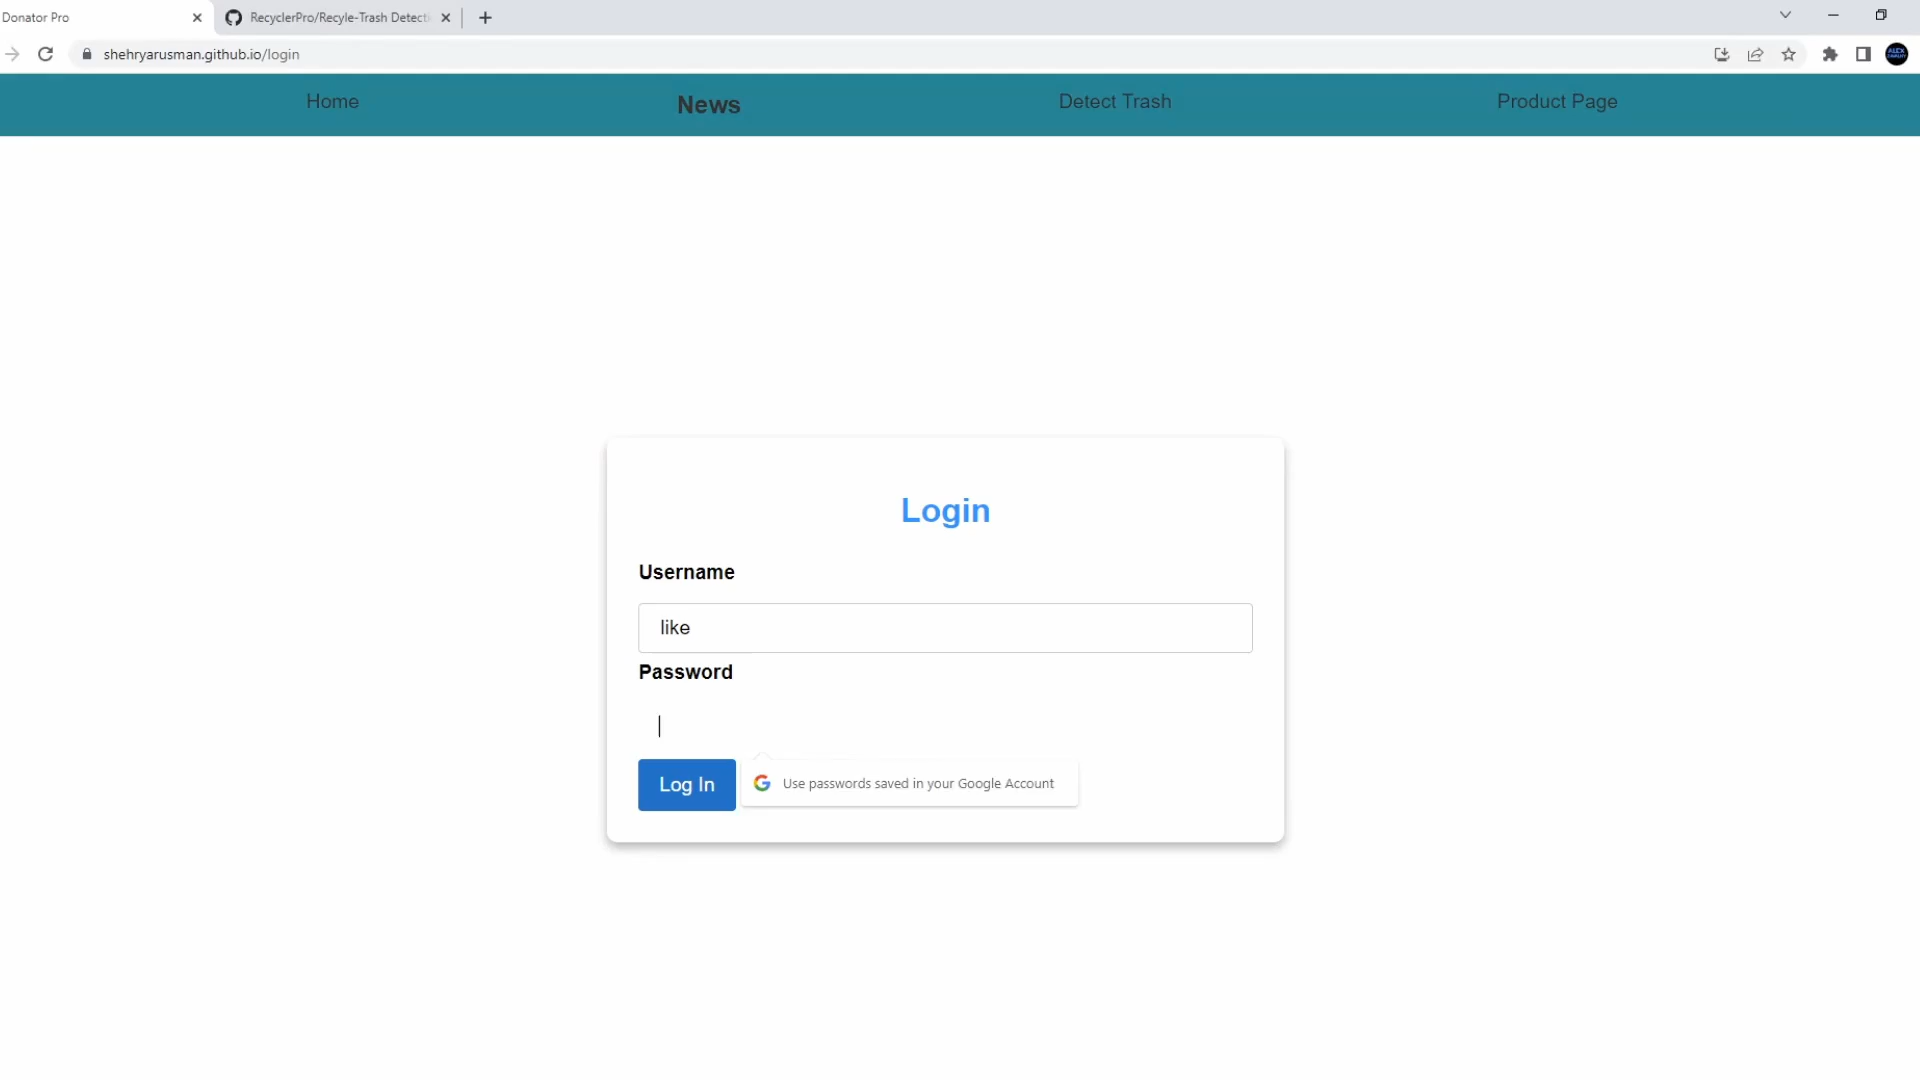 Donator Pro
RecyclerPro/Recyle-Trash Detecti
shehryarusman.github.io/login
Home
News
Detect Trash
Product Page
Login
Username
like
Password
Log In
Use passwords saved in your Google Account